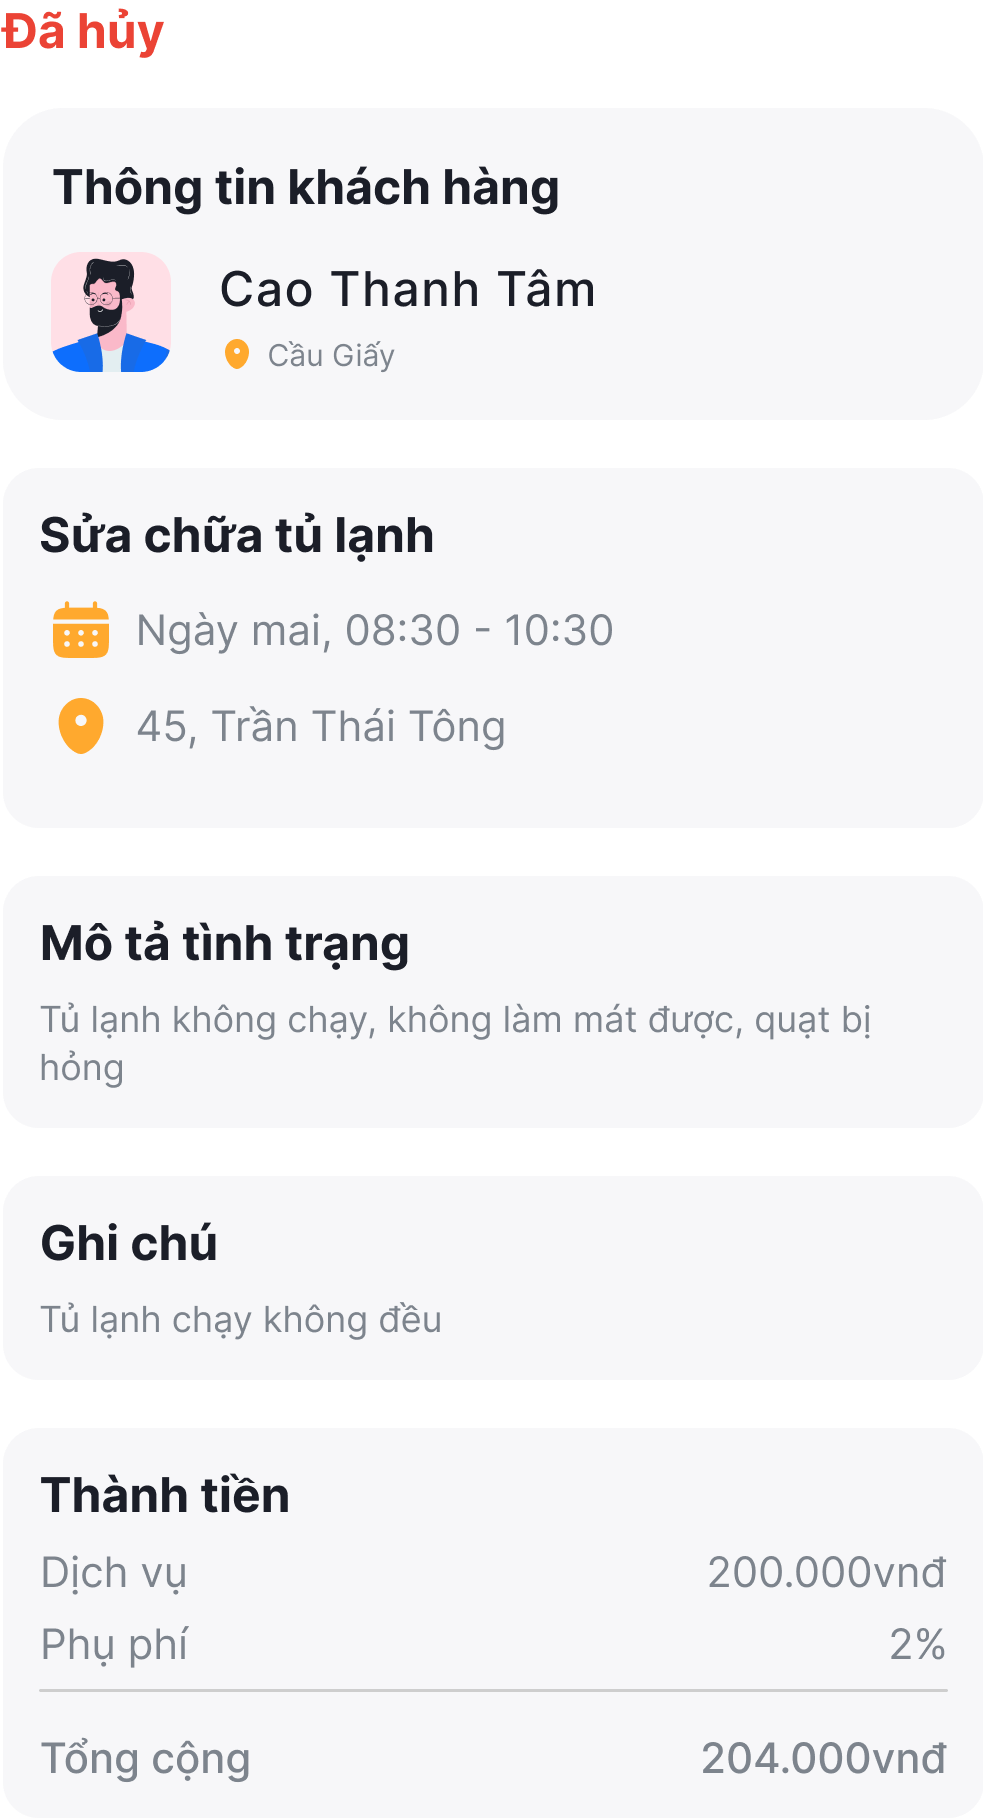 Đã hủy
Thông tin khách hàng
Cao Thanh Tâm
Cầu Giấy
Sửa chữa tủ lạnh
Ngày mai, 08:30 - 10:30
45, Trần Thái Tông
Mô tả tình trạng
Tủ lạnh không chạy, không làm mát được, quạt bị
hỏng
Ghi chú
Tủ lạnh chạy không đều
Thành tiền
Dịch vụ 200.000vnđ
Phụ phí 2%
Tổng cộng 204.000vnđ